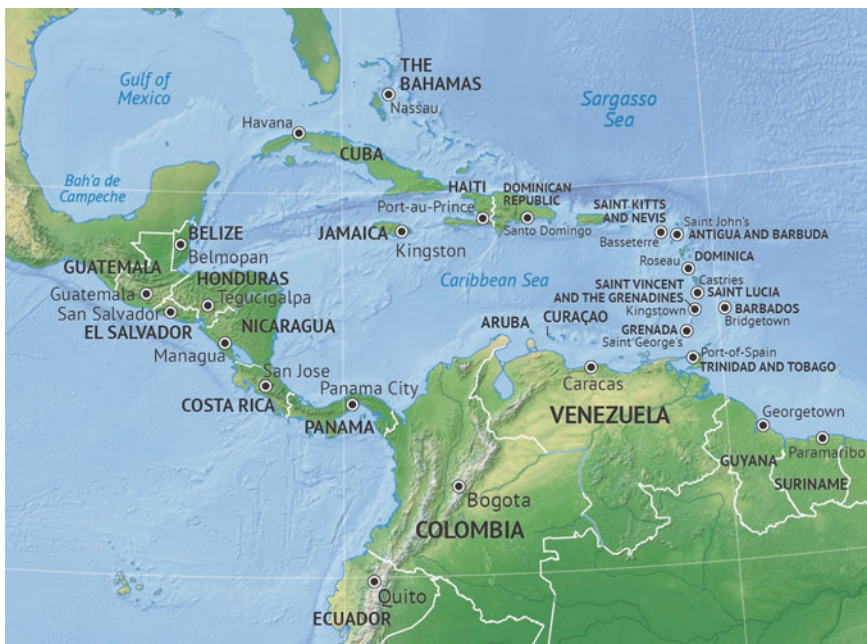 Gulf of
Mexico
THE
BAHAMAS
Nassau
Sargasso
Sea
Havana
CUBA
Bah'a de
Campeche
HAITI
Port-au-Prince
DOMINICAN
REPUBLIC
Santo Domingo
SAINT KITTS
AND NEVIS
Basseterre
Saint John's
ANTIGUA AND BARBUDA
BELIZE
Belmopan
JAMAICA
Kingston
Roseau
DOMINICA
GUATEMALA
Guatemala
HONDURAS
Tegucigalpa
Caribbean Sea
Castries
SAINT LUCIA
SAINT VINCENT
AND THE GRENADINES
Kingstown
BARBADOS
Bridgetown
San Salvador
EL SALVADOR
NICARAGUA
Managua
ARUBA
CURAÇAO
GRENADA
Saint George's
Port-of-Spain
TRINIDAD AND TOBAGO
San Jose
COSTA RICA
Panama City
PANAMA
Caracas
VENEZUELA
Georgetown
GUYANA
Paramaribo
SURINAME
Bogota
COLOMBIA
Quito
ECUADOR